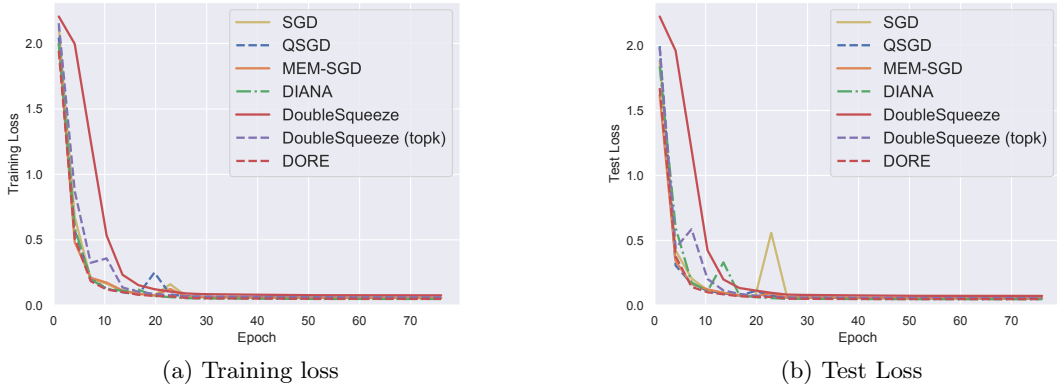 2.0
1.5
1.0
0.5
0.0
Training Loss
0 10 20 30 40 50 60 70
Epoch
SGD
QSGD
MEM-SGD
DIANA
DoubleSqueeze
DoubleSqueeze (topk)
DORE
(a) Training loss
2.0
1.5
1.0
0.5
0.0
Test Loss
0 10 20 30 40 50 60 70
Epoch
SGD
QSGD
MEM-SGD
DIANA
DoubleSqueeze
DoubleSqueeze (topk)
DORE
(b) Test Loss